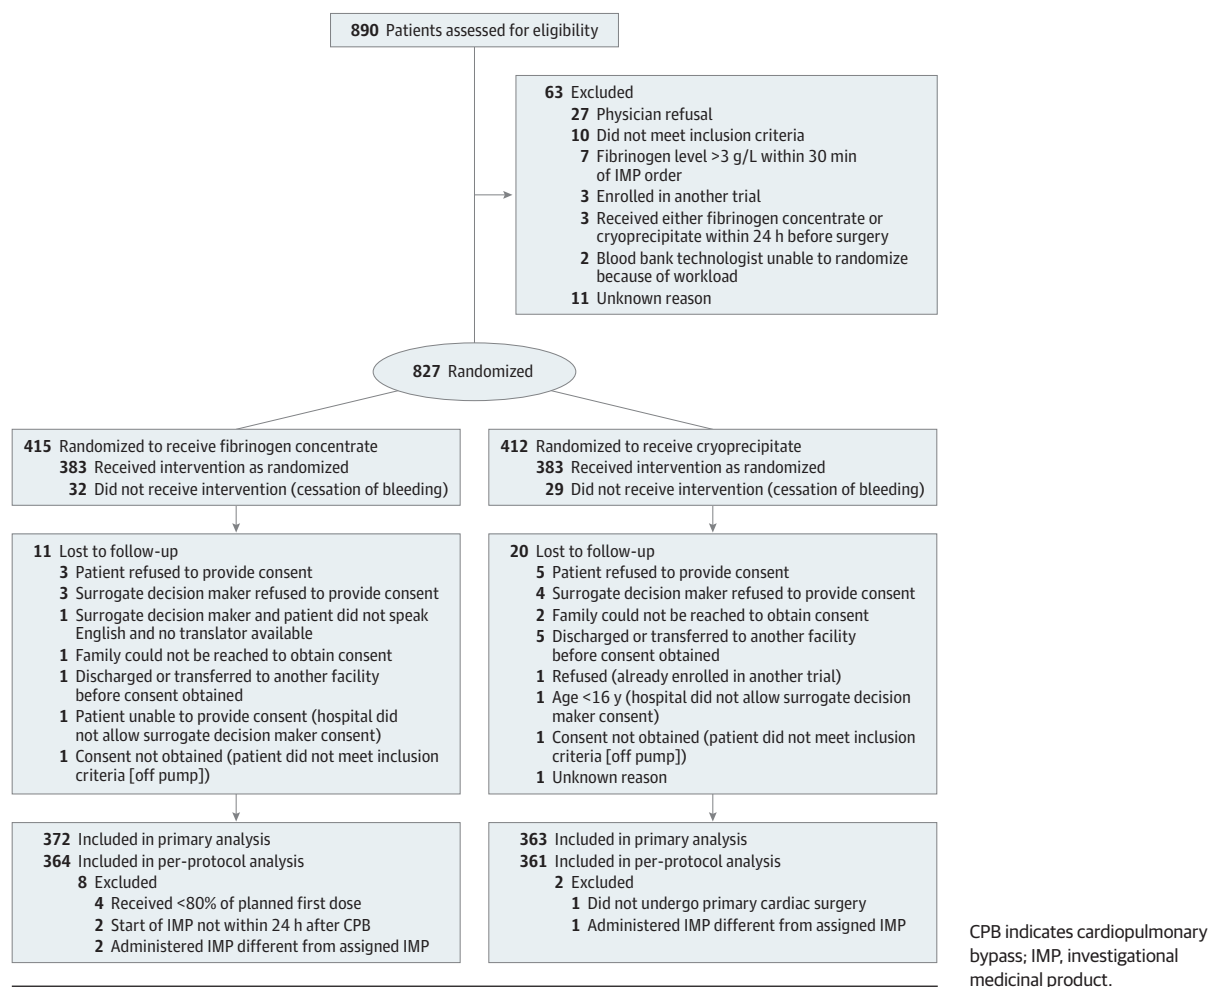 890 Patients assessed for eligibility
63 Excluded
27 Physician refusal
10 Did not meet inclusion criteria
7 Fibrinogen level >3 g/L within 30 min
of IMP order
3 Enrolled in another trial
3 Received either fibrinogen concentrate or
cryoprecipitate within 24 h before surgery
2 Blood bank technologist unable to randomize
because of workload
11 Unknown reason
827 Randomized
415 Randomized to receive fibrinogen concentrate
383 Received intervention as randomized
32 Did not receive intervention (cessation of bleeding)
412 Randomized to receive cryoprecipitate
383 Received intervention as randomized
29 Did not receive intervention (cessation of bleeding)
11 Lost to follow-up
3 Patient refused to provide consent
3 Surrogate decision maker refused to provide consent
1 Surrogate decision maker and patient did not speak
English and no translator available
1 Family could not be reached to obtain consent
1 Discharged or transferred to another facility
before consent obtained
1 Patient unable to provide consent (hospital did
not allow surrogate decision maker consent)
1 Consent not obtained (patient did not meet inclusion
criteria [off pump])
20 Lost to follow-up
5 Patient refused to provide consent
4 Surrogate decision maker refused to provide consent
2 Family could not be reached to obtain consent
5 Discharged or transferred to another facility
before consent obtained
1 Refused (already enrolled in another trial)
1 Age <16 y (hospital did not allow surrogate decision
maker consent)
1 Consent not obtained (patient did not meet inclusion
criteria [off pump])
1 Unknown reason
372 Included in primary analysis
364 Included in per-protocol analysis
8 Excluded
4 Received <80% of planned first dose
2 Start of IMP not within 24 h after CPB
2 Administered IMP different from assigned IMP
363 Included in primary analysis
361 Included in per-protocol analysis
2 Excluded
1 Did not undergo primary cardiac surgery
1 Administered IMP different from assigned IMP
CPB indicates cardiopulmonary
bypass; IMP, investigational
medicinal product.